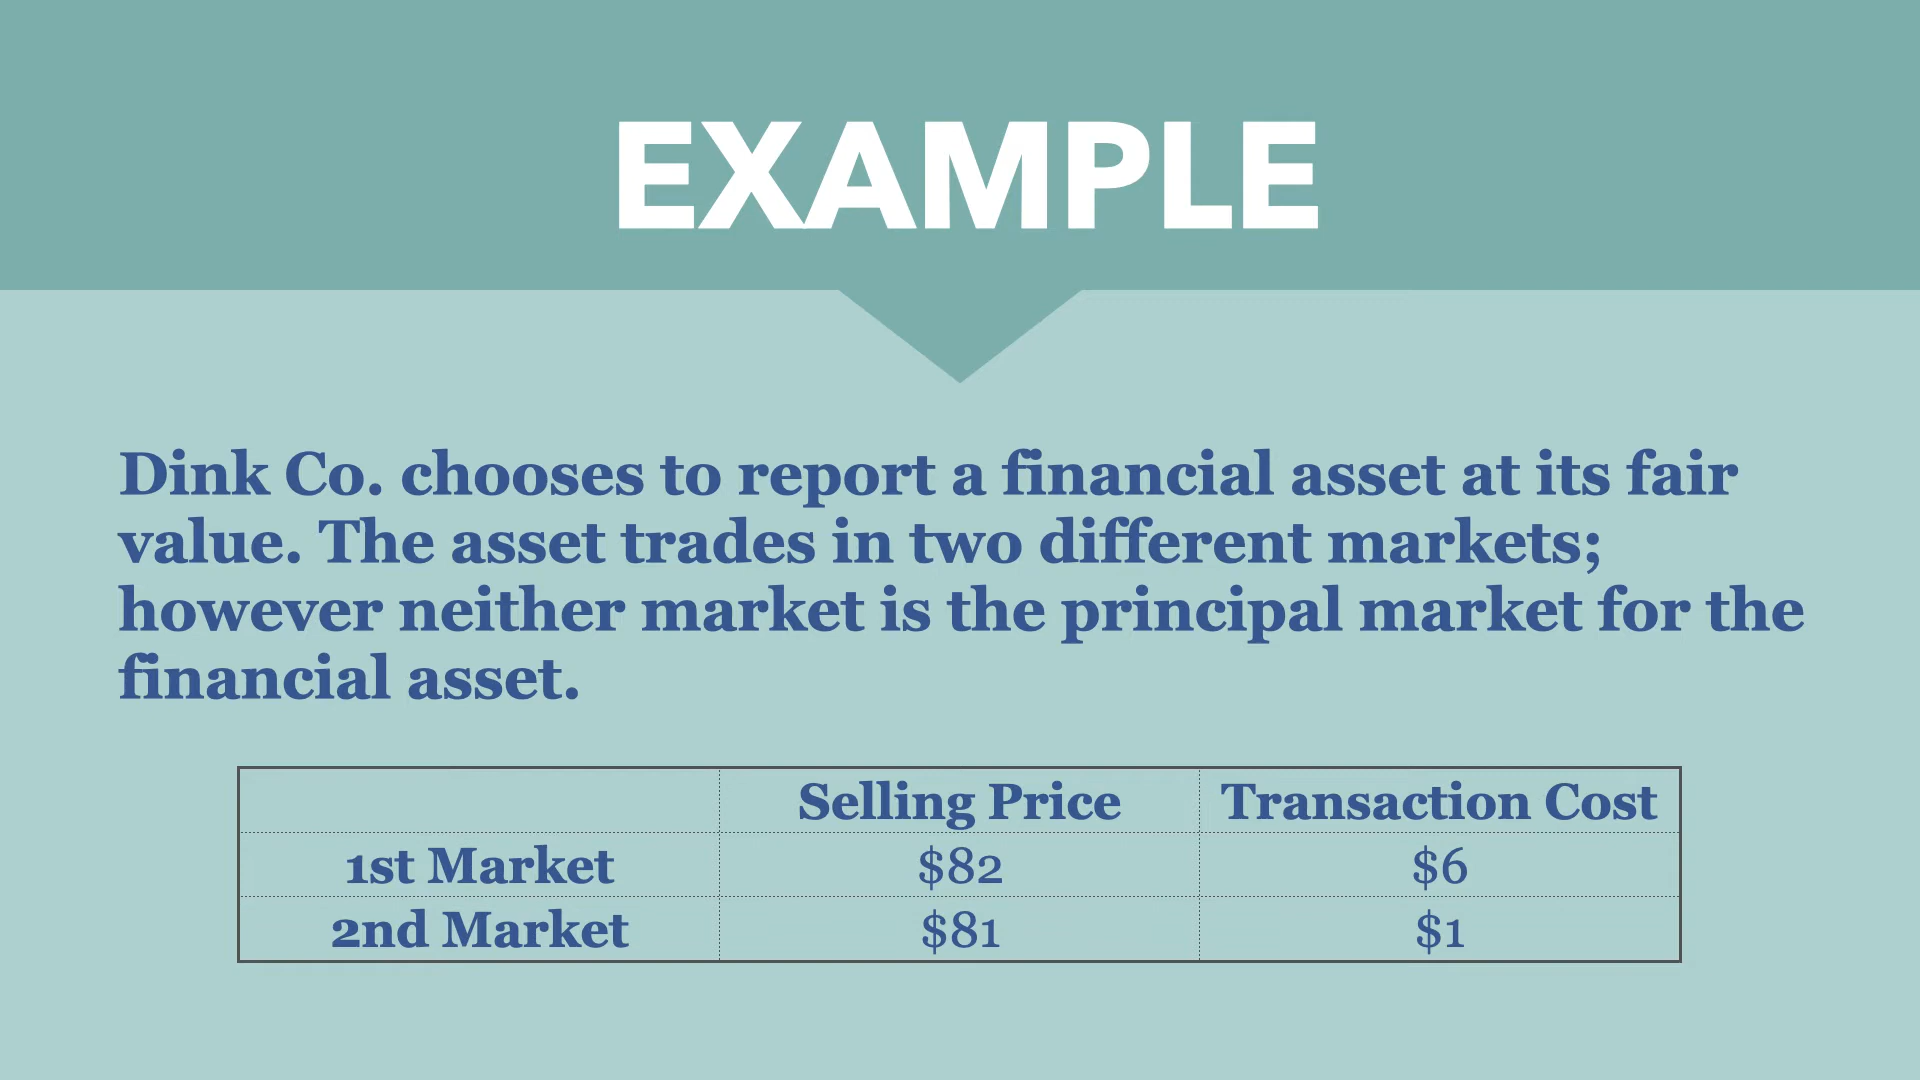 EXAMPLE
Dink Co. chooses to report a financial asset at its fair
value. The asset trades in two different markets;
however neither market is the principal market for the
financial asset.
Selling Price Transaction Cost
1st Market $82 $6
2nd Market $81 $1